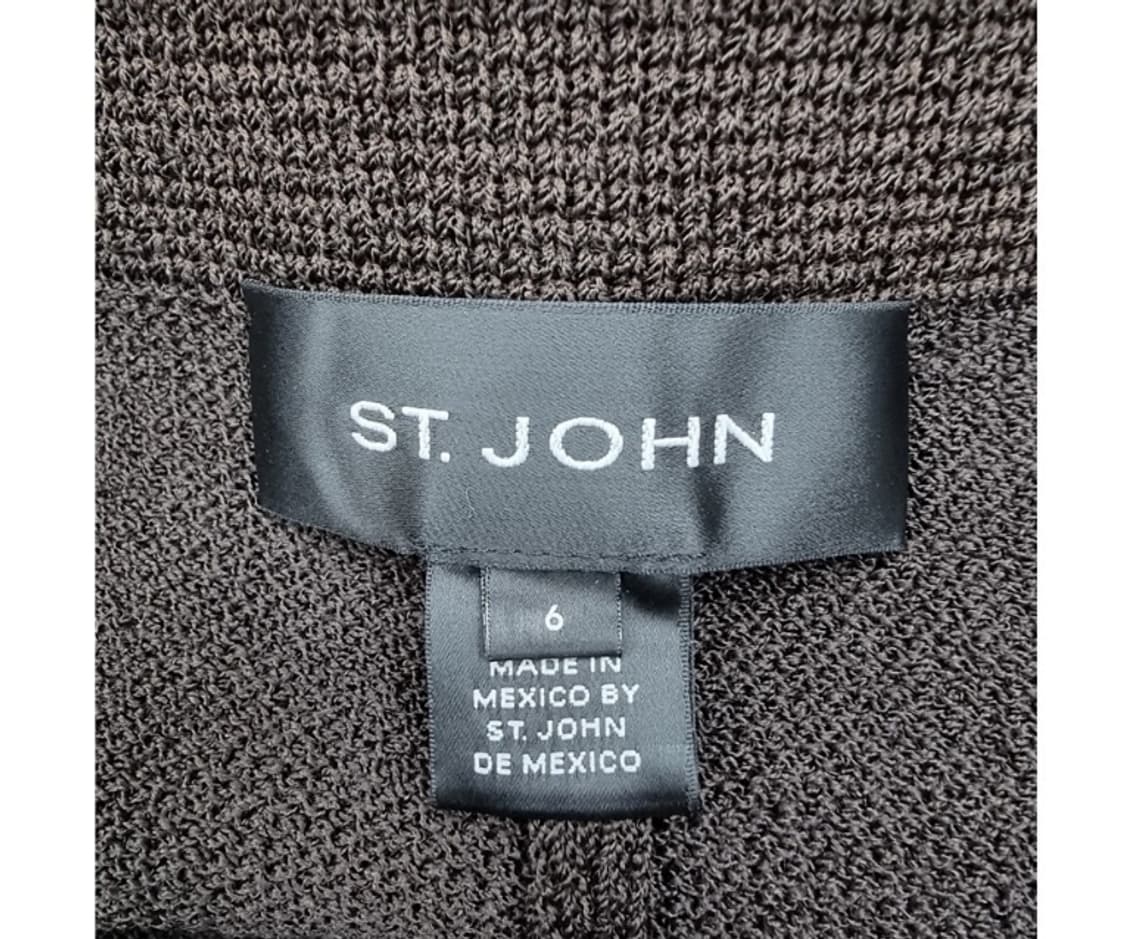 ST. JOHN
6
MADE IN
MEXICO BY
ST. JOHN
DE MEXICO